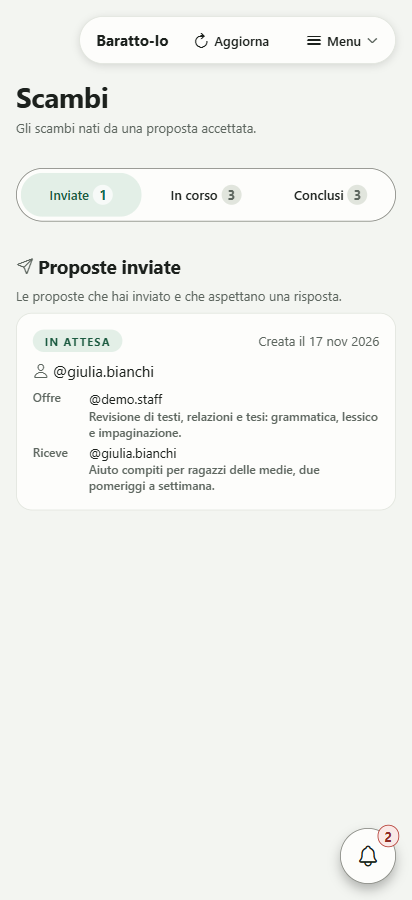 Baratto-lo
Aggiorna
Menu
Scambi
Gli scambi nati da una proposta accettata.
Inviate 1
In corso 3
Conclusi 3
Proposte inviate
Le proposte che hai inviato e che aspettano una risposta.
IN ATTESA
Creata il 17 nov 2026
@giulia.bianchi
Offre @demo.staff
Revisione di testi, relazioni e tesi: grammatica, lessico
e impaginazione.
Riceve @giulia.bianchi
Aiuto compiti per ragazzi delle medie, due
pomeriggi a settimana.
2